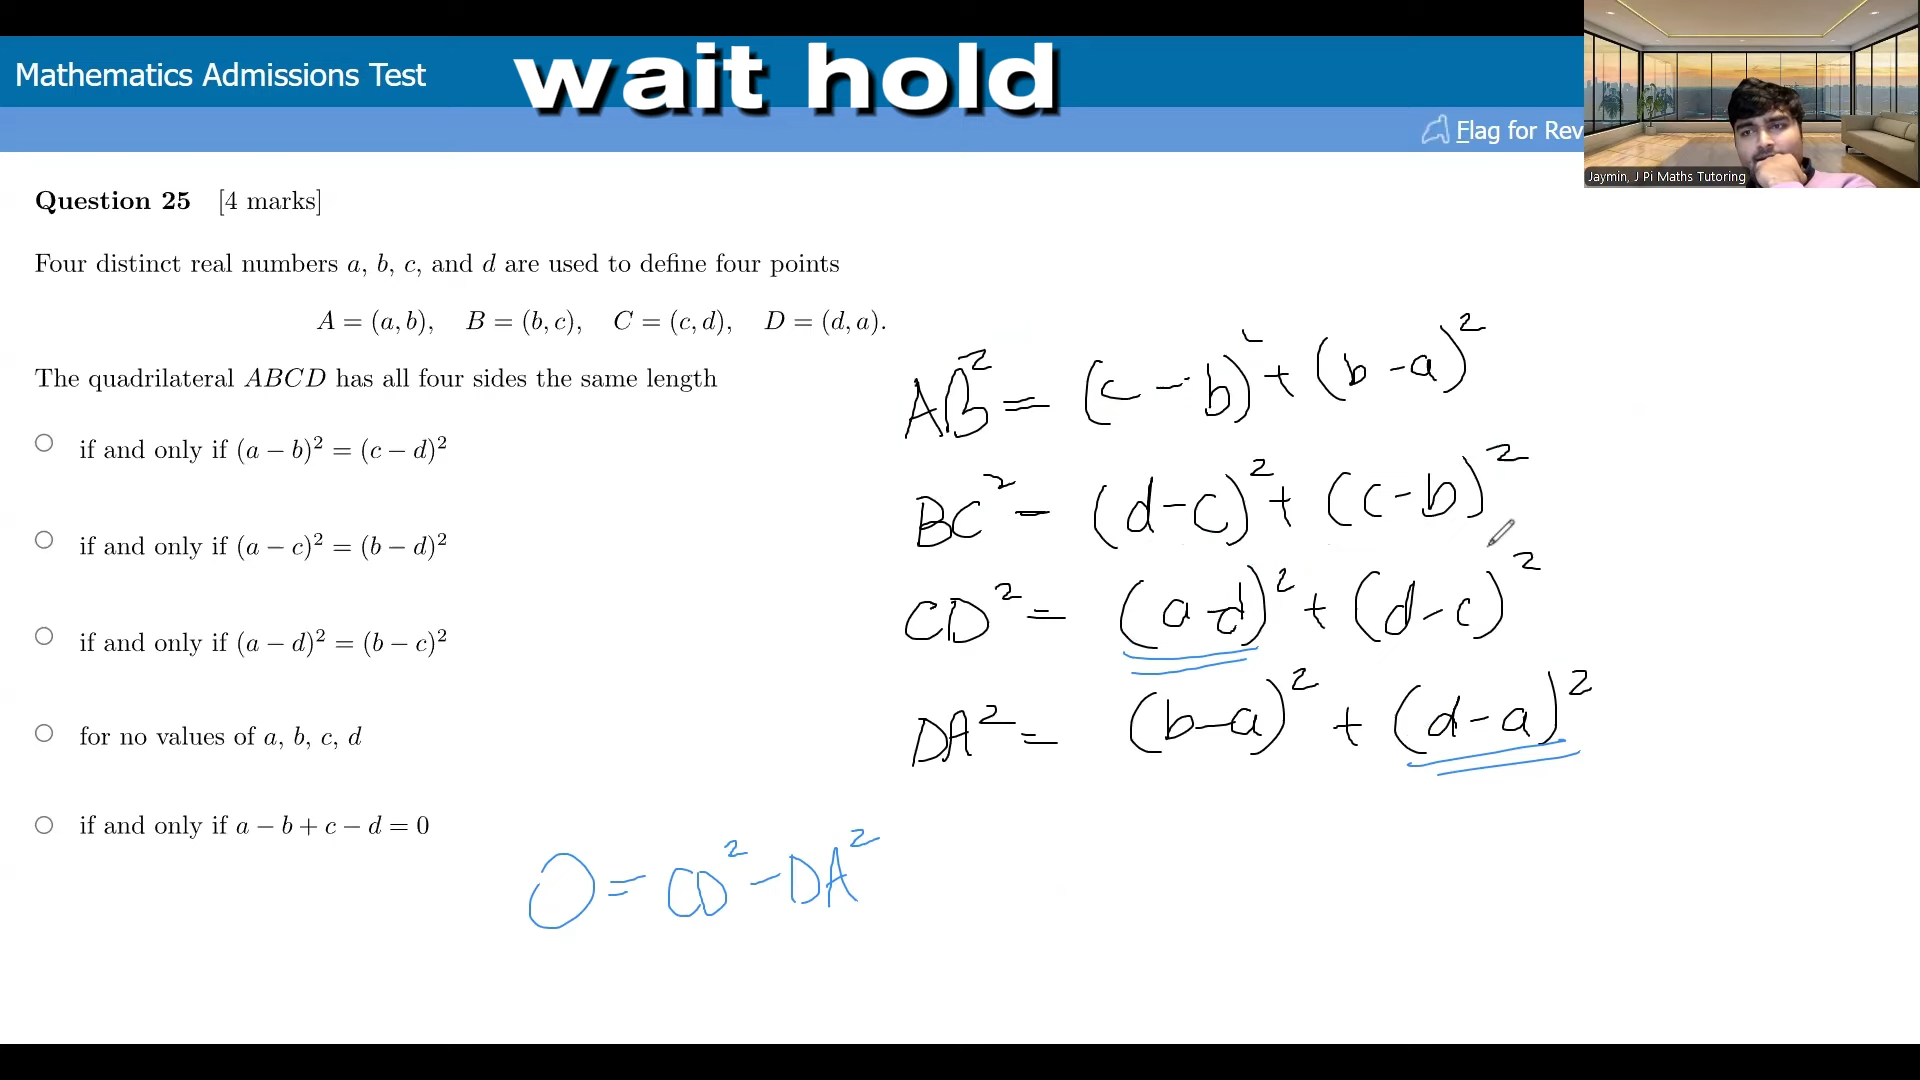 Mathematics Admissions Test
wait hold
Flag for Rev
Jaymin, J Pi Maths Tutoring
Question 25 [4 marks]
Four distinct real numbers a, b, c, and d are used to define four points
A = (a, b), B = (b, c), C = (c, d), D = (d, a).
The quadrilateral ABCD has all four sides the same length
if and only if (a − b)² = (c − d)²
if and only if (a − c)² = (b − d)²
if and only if (a − d)² = (b − c)²
for no values of a, b, c, d
if and only if a − b + c − d = 0
AB² = (c − b)² + (b − a)²
BC² = (d − c)² + (c − b)²
CD² = (a − d)² + (d − c)²
DA² = (b − a)² + (d − a)²
0 = CD² − DA²